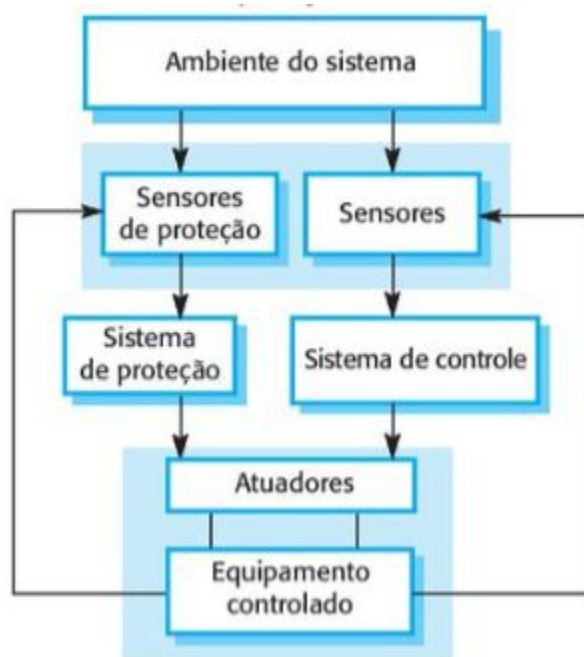 Ambiente do sistema
Sensores
de proteção
Sensores
Sistema
de proteção
Sistema de controle
Atuadores
Equipamento
controlado